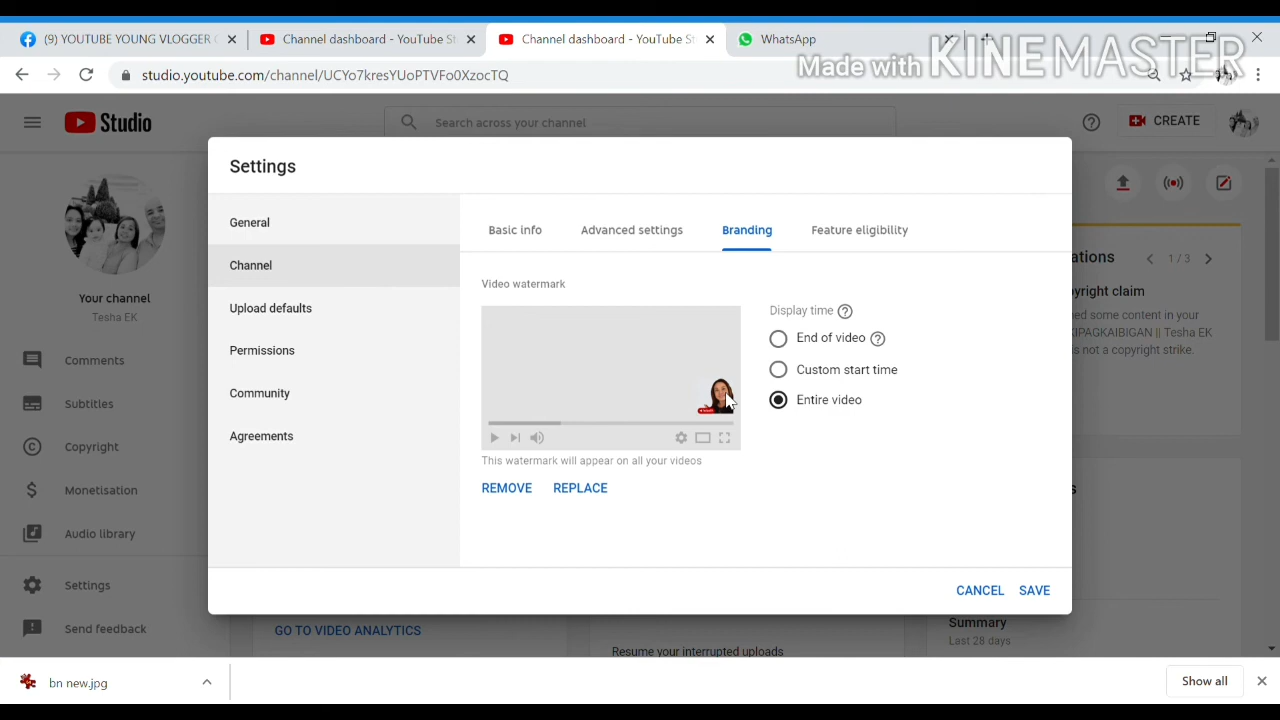 (9) YOUTUBE YOUNG VLOGGER
Channel dashboard - YouTube St
Channel dashboard - YouTube St
WhatsApp
studio.youtube.com/channel/UCYo7kresYUoPTVFo0XzocTQ
Made with KINEMASTER
Studio
Search across your channel
CREATE
Settings
General
Channel
Upload defaults
Permissions
Community
Agreements
Basic info
Advanced settings
Branding
Feature eligibility
Video watermark
This watermark will appear on all your videos
REMOVE
REPLACE
Display time
End of video
Custom start time
Entire video
CANCEL
SAVE
Your channel
Tesha EK
Comments
Subtitles
Copyright
Monetisation
Audio library
Settings
Send feedback
ations
1 / 3
yright claim
ned some content in your
KIPAGKAIBIGAN || Tesha EK
is not a copyright strike.
s
GO TO VIDEO ANALYTICS
Resume your interrupted uploads
Summary
Last 28 days
bn new.jpg
Show all